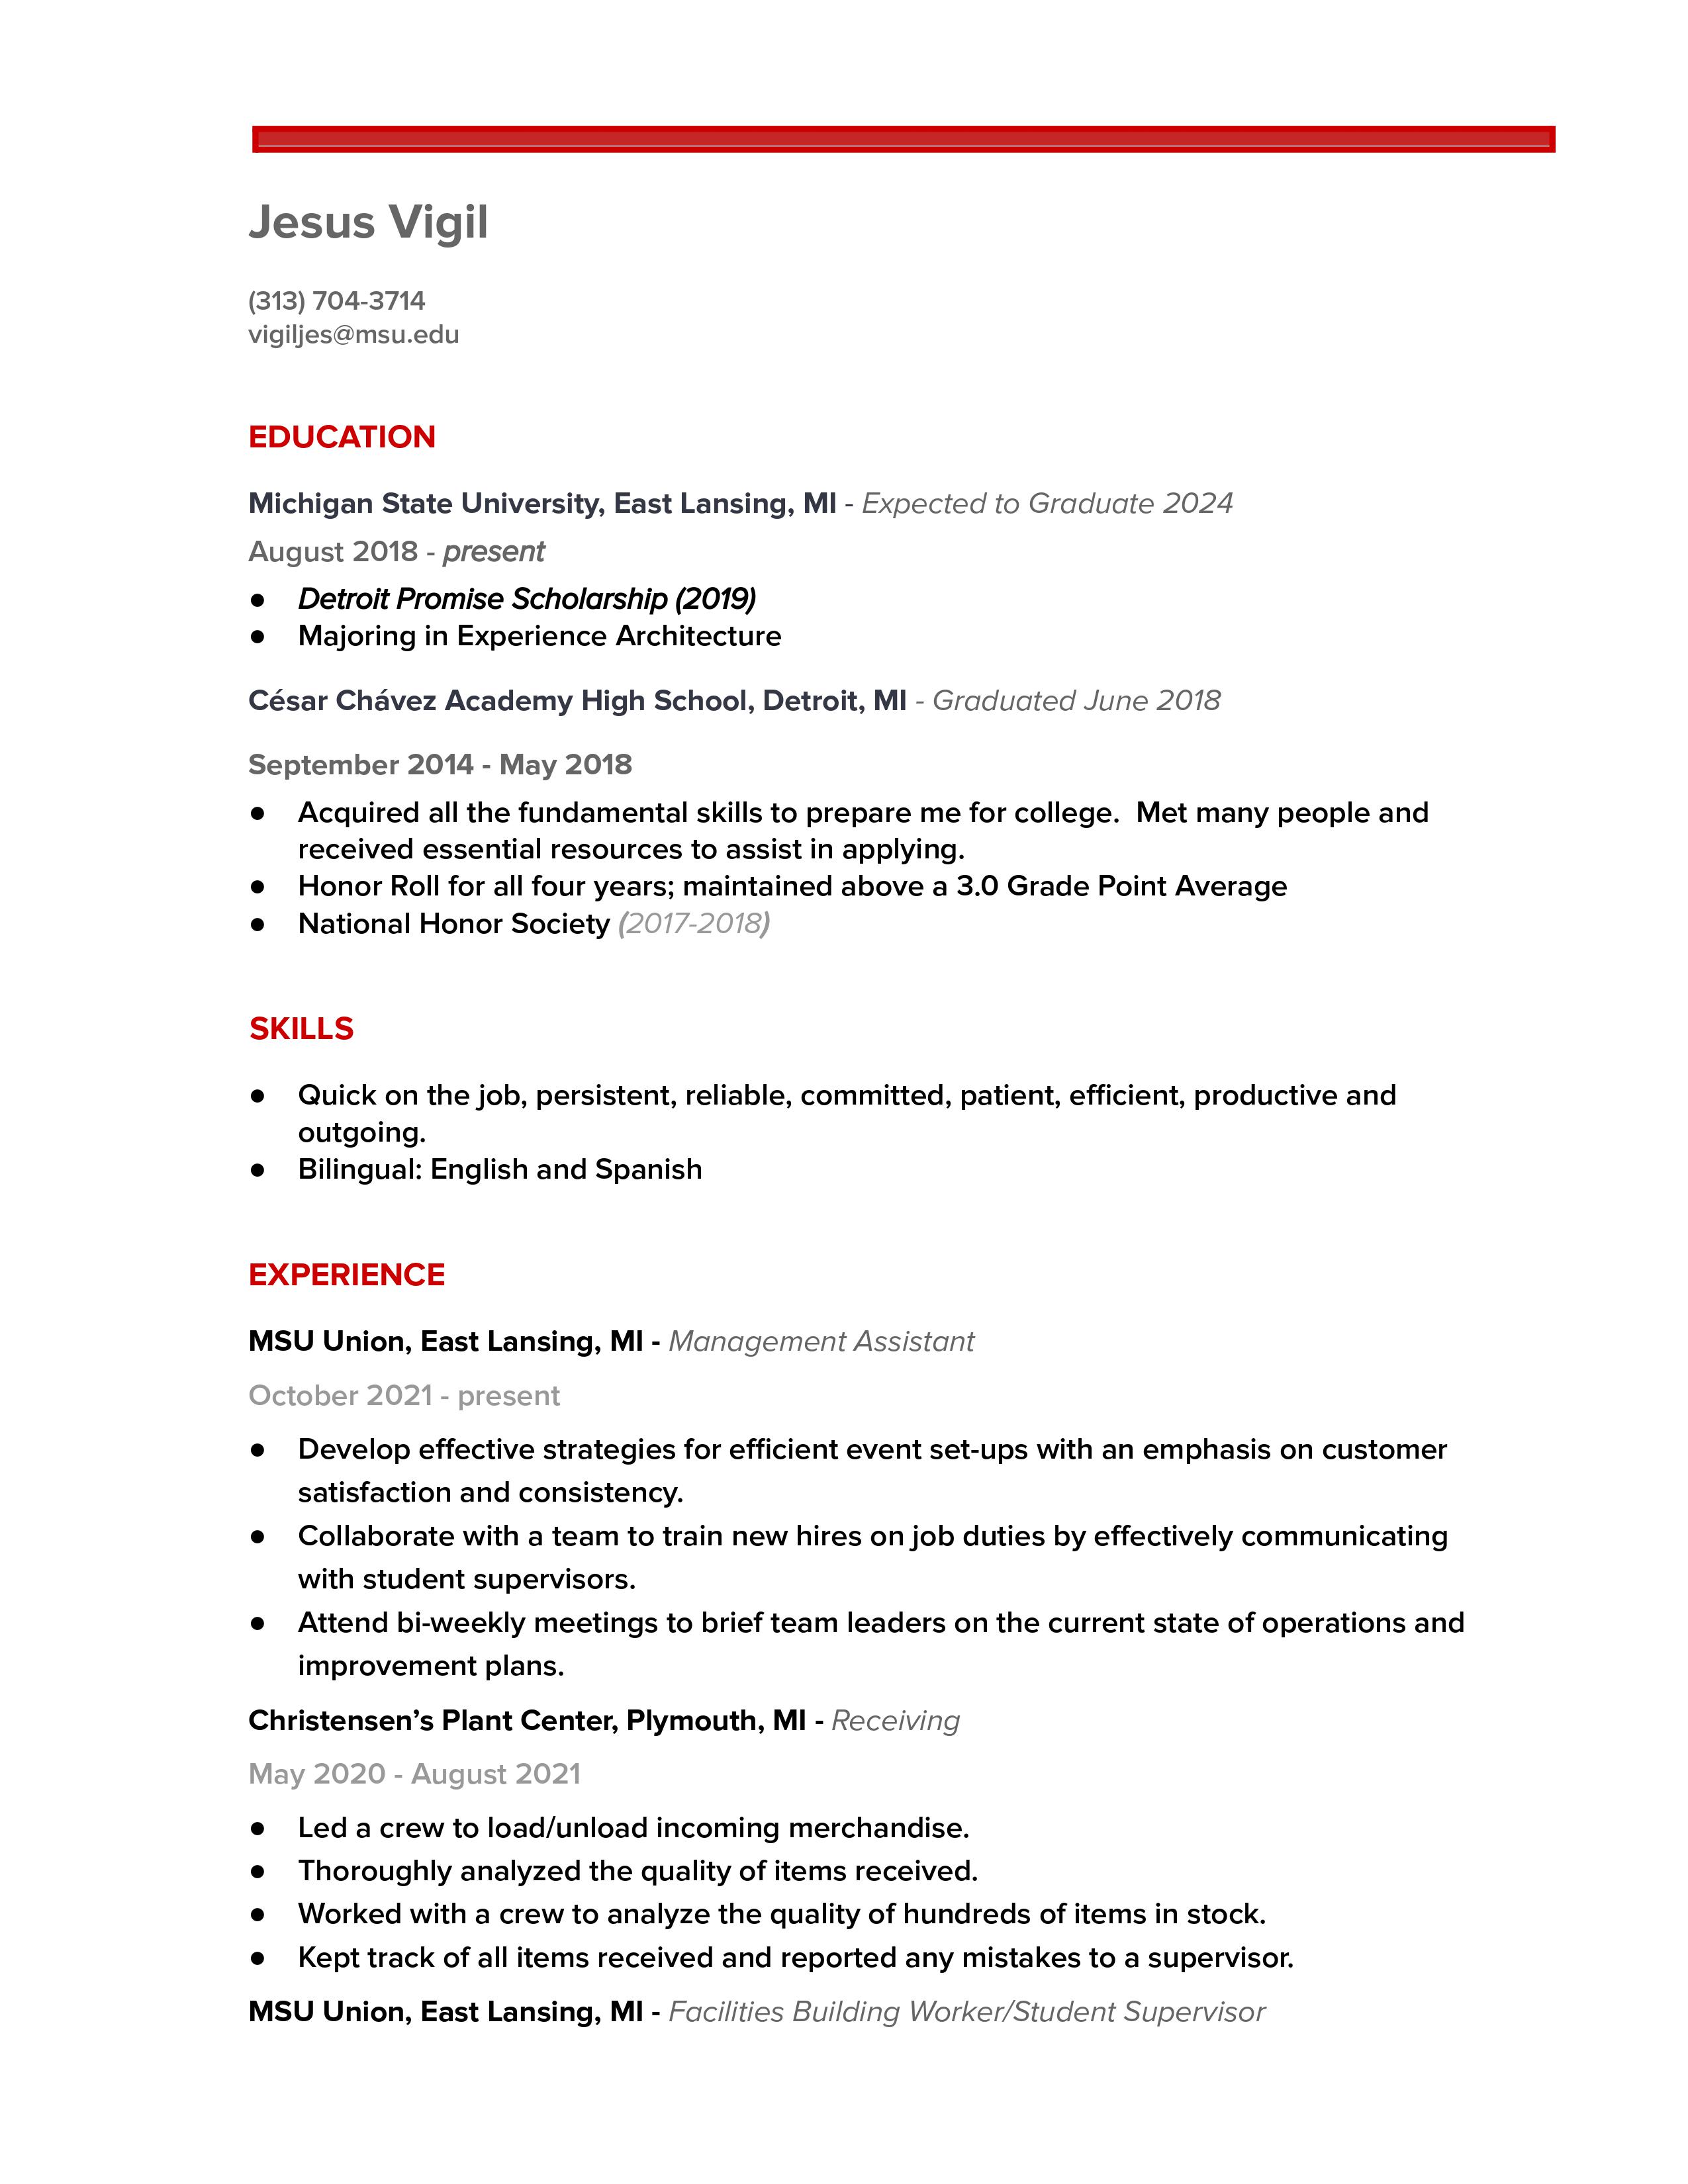 Jesus Vigil
(313) 704-3714
vigiljes@msu.edu
EDUCATION
Michigan State University, East Lansing, MI - Expected to Graduate 2024
August 2018 - present
● Detroit Promise Scholarship (2019)
● Majoring in Experience Architecture
César Chávez Academy High School, Detroit, MI - Graduated June 2018
September 2014 - May 2018
● Acquired all the fundamental skills to prepare me for college.  Met many people and
received essential resources to assist in applying.
● Honor Roll for all four years; maintained above a 3.0 Grade Point Average
● National Honor Society (2017-2018)
SKILLS
● Quick on the job, persistent, reliable, committed, patient, efficient, productive and
outgoing.
● Bilingual: English and Spanish
EXPERIENCE
MSU Union, East Lansing, MI - Management Assistant
October 2021 - present
● Develop effective strategies for efficient event set-ups with an emphasis on customer
satisfaction and consistency.
● Collaborate with a team to train new hires on job duties by effectively communicating
with student supervisors.
● Attend bi-weekly meetings to brief team leaders on the current state of operations and
improvement plans.
Christensen’s Plant Center, Plymouth, MI - Receiving
May 2020 - August 2021
● Led a crew to load/unload incoming merchandise.
● Thoroughly analyzed the quality of items received.
● Worked with a crew to analyze the quality of hundreds of items in stock.
● Kept track of all items received and reported any mistakes to a supervisor.
MSU Union, East Lansing, MI - Facilities Building Worker/Student Supervisor